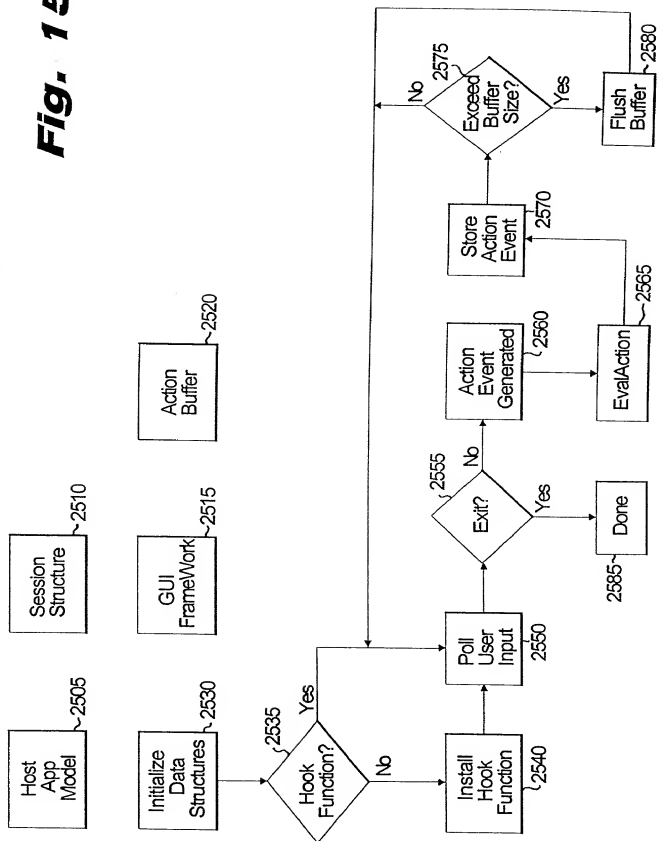 Fig. 15
Host
App
Model
2505
Session
Structure
2510
Initialize
Data
Structures
2530
GUI
FrameWork
2515
Action
Buffer
2520
Hook
Function?
2535
Yes
No
Install
Hook
Function
2540
Poll
User
Input
2550
Exit?
2555
No
Yes
Done
2585
Action
Event
Generated
2560
EvalAction
2565
Store
Action
Event
2570
Exceed
Buffer
Size?
2575
No
Yes
Flush
Buffer
2580